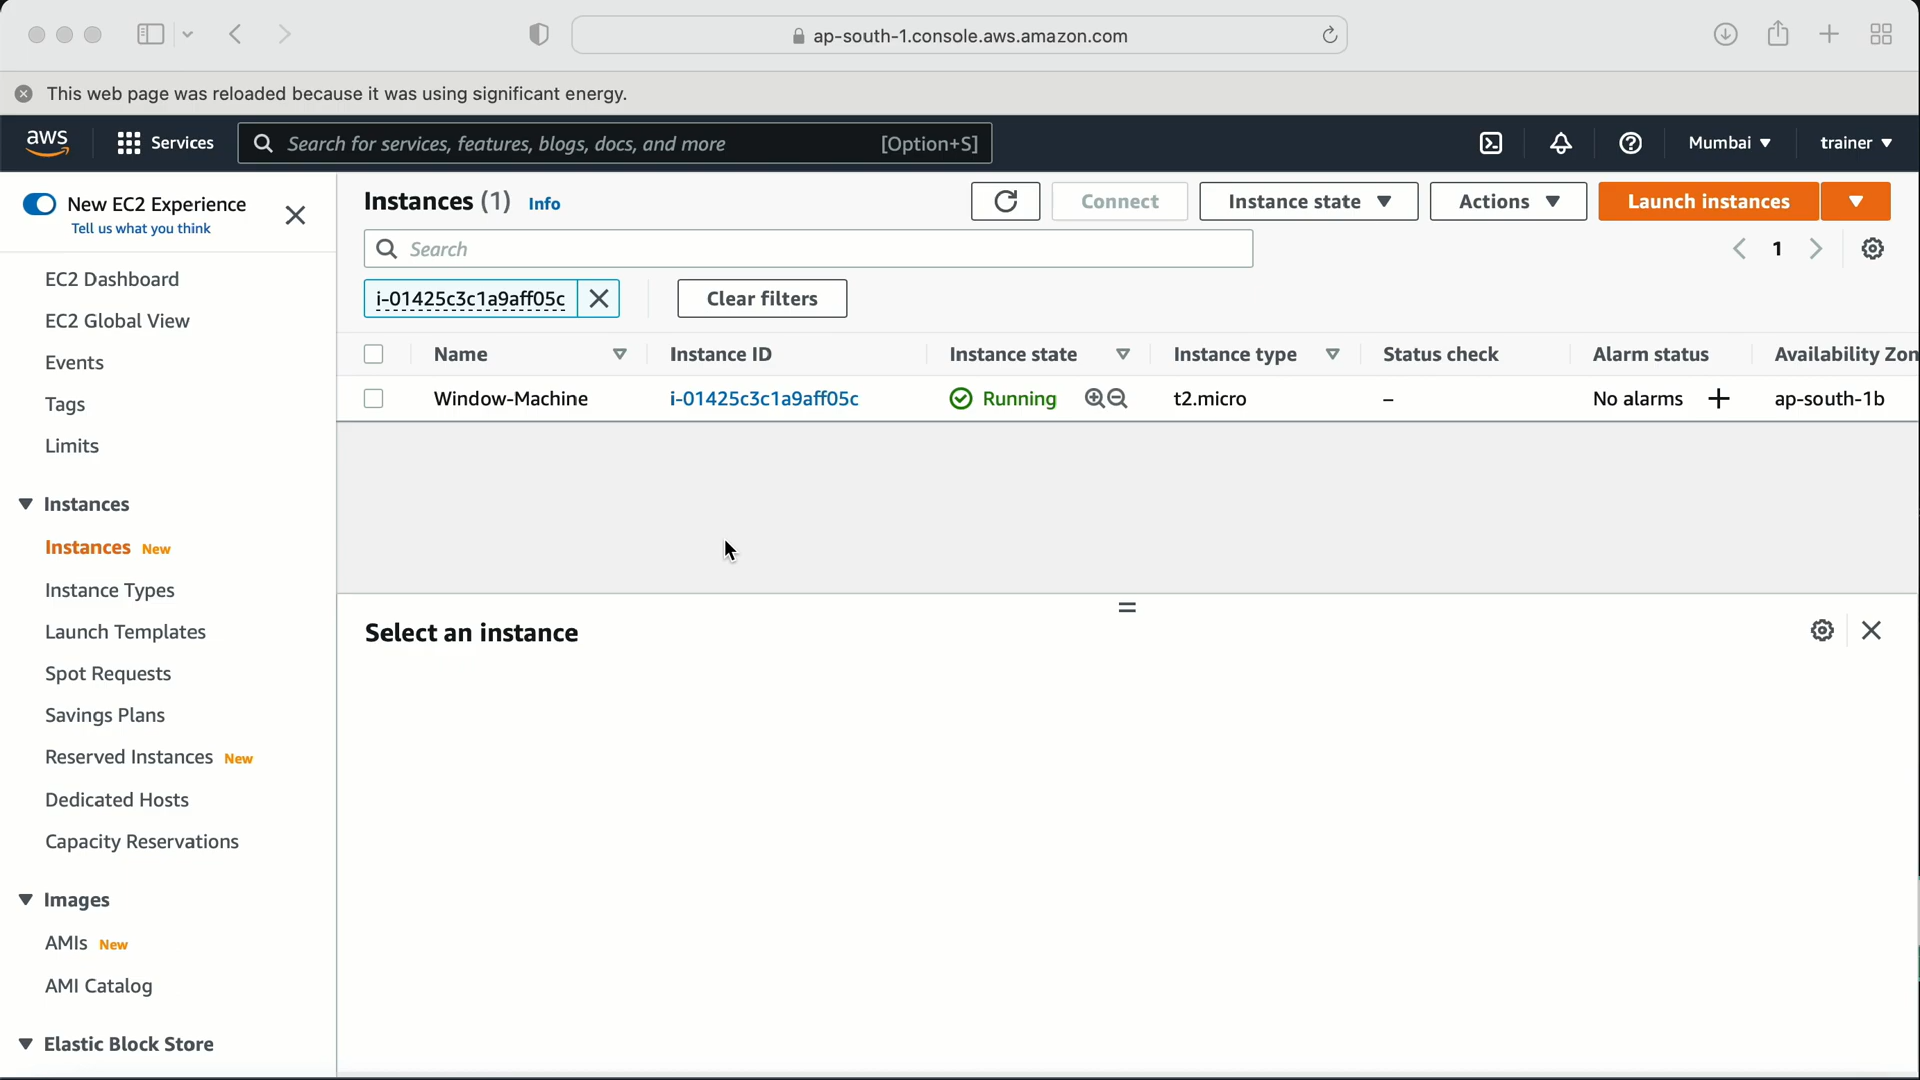 ap-south-1.console.aws.amazon.com
This web page was reloaded because it was using significant energy.
aws Services Search for services, features, blogs, docs, and more [Option+S] Mumbai trainer
New EC2 Experience
Tell us what you think
EC2 Dashboard
EC2 Global View
Events
Tags
Limits
Instances
Instances New
Instance Types
Launch Templates
Spot Requests
Savings Plans
Reserved Instances New
Dedicated Hosts
Capacity Reservations
Images
AMIs New
AMI Catalog
Elastic Block Store
Instances (1) Info Connect Instance state Actions Launch instances
Search 1
i-01425c3c1a9aff05c Clear filters
Name Instance ID Instance state Instance type Status check Alarm status Availability Zon
Window-Machine i-01425c3c1a9aff05c Running t2.micro – No alarms + ap-south-1b
Select an instance